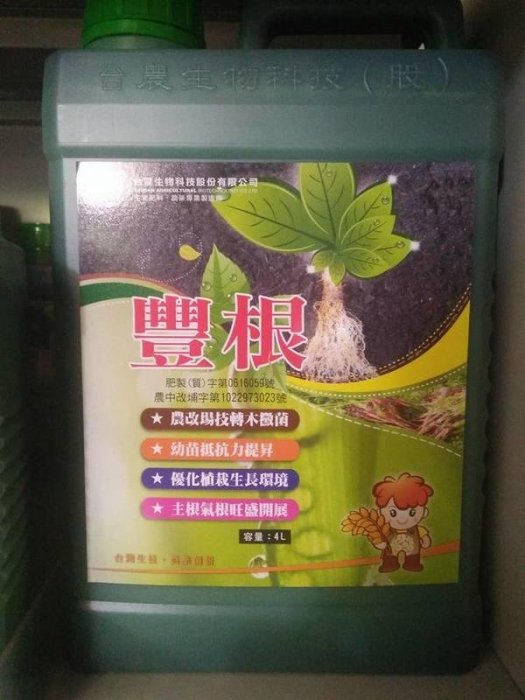 台農生物科技(股)
台農生物科技股份有限公司
豐根
肥製(質)字第0616059號
農中改埔字第1022973023號
★ 農改場技轉木黴菌
★ 幼苗抵抗力提昇
★ 優化植栽生長環境
★ 主根氣根旺盛開展
容量:4L